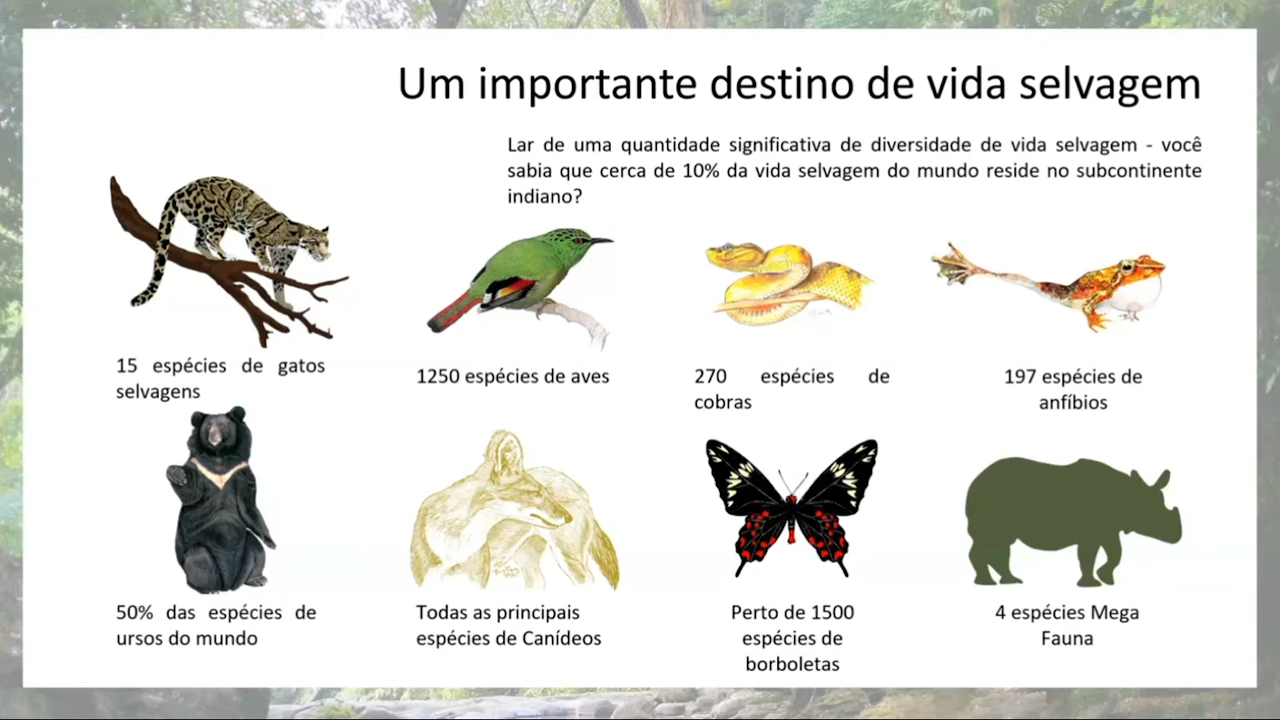 Um importante destino de vida selvagem
Lar de uma quantidade significativa de diversidade de vida selvagem - você
sabia que cerca de 10% da vida selvagem do mundo reside no subcontinente
indiano?
15 espécies de gatos
selvagens
1250 espécies de aves
270 espécies de
cobras
197 espécies de
anfíbios
50% das espécies de
ursos do mundo
Todas as principais
espécies de Canídeos
Perto de 1500
espécies de
borboletas
4 espécies Mega
Fauna